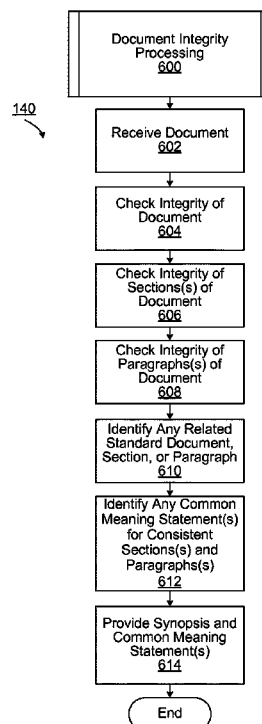 Document Integrity
Processing
600
140
Receive Document
602
Check Integrity of
Document
604
Check Integrity of
Sections(s) of
Document
606
Check Integrity of
Paragraphs(s) of
Document
608
Identify Any Related
Standard Document,
Section, or Paragraph
610
Identify Any Common
Meaning Statement(s)
for Consistent
Sections(s) and
Paragraphs(s)
612
Provide Synopsis and
Common Meaning
Statement(s)
614
End